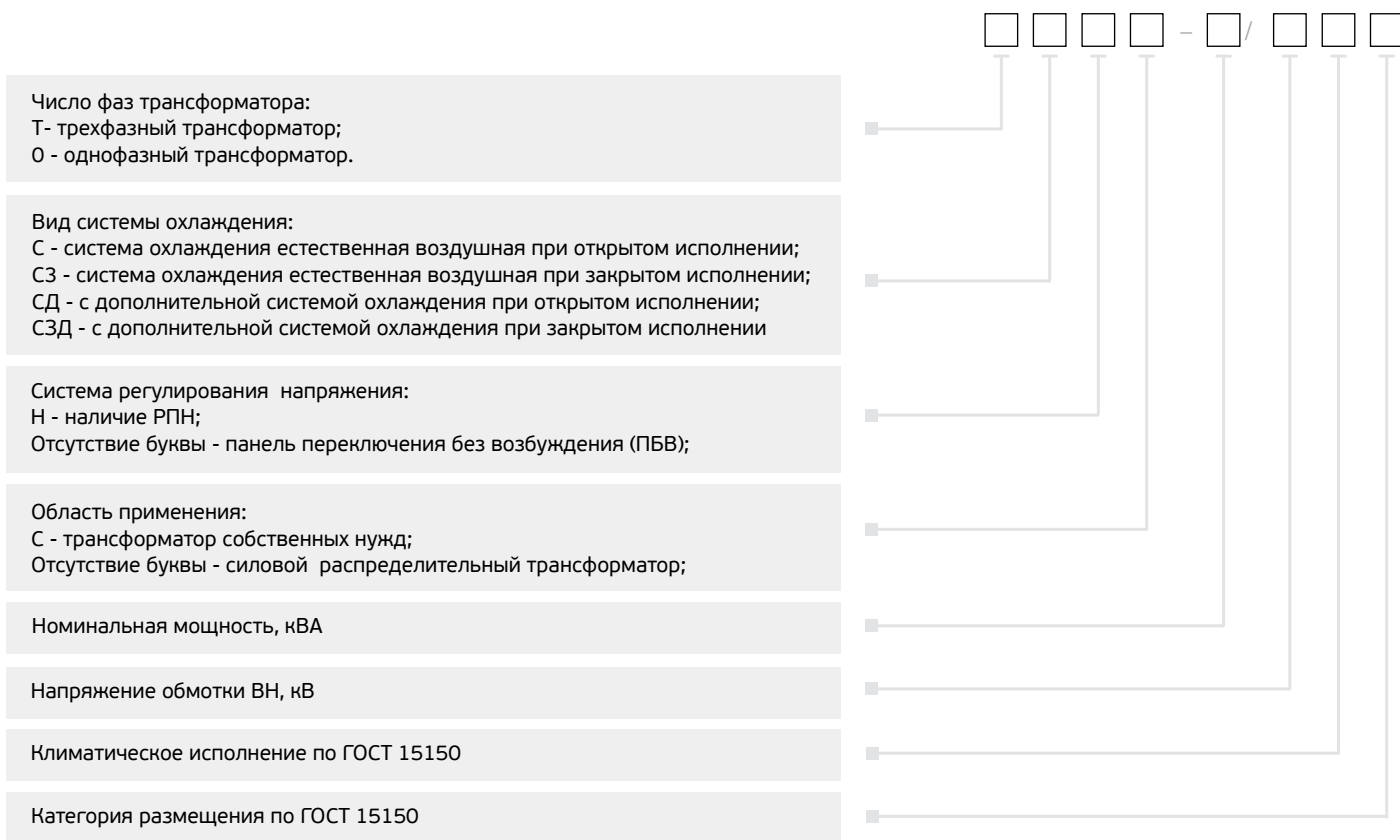 – /
Число фаз трансформатора:
Т- трехфазный трансформатор;
О - однофазный трансформатор.
Вид системы охлаждения:
С - система охлаждения естественная воздушная при открытом исполнении;
СЗ - система охлаждения естественная воздушная при закрытом исполнении;
СД - с дополнительной системой охлаждения при открытом исполнении;
СЗД - с дополнительной системой охлаждения при закрытом исполнении
Система регулирования  напряжения:
Н - наличие РПН;
Отсутствие буквы - панель переключения без возбуждения (ПБВ);
Область применения:
С - трансформатор собственных нужд;
Отсутствие буквы - силовой  распределительный трансформатор;
Номинальная мощность, кВА
Напряжение обмотки ВН, кВ
Климатическое исполнение по ГОСТ 15150
Категория размещения по ГОСТ 15150